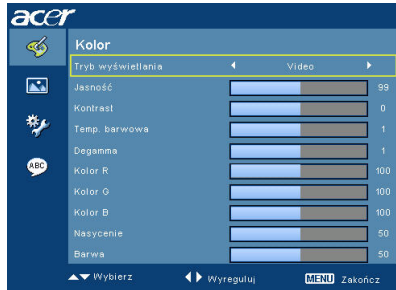 acer
Kolor
Tryb wyświetlania Video
Jasność 99
Kontrast 0
Temp. barwowa 1
Degamma 1
Kolor R 100
Kolor G 100
Kolor B 100
Nasycenie 50
Barwa 50
ABC
Wybierz Wyreguluj MENU Zakończ